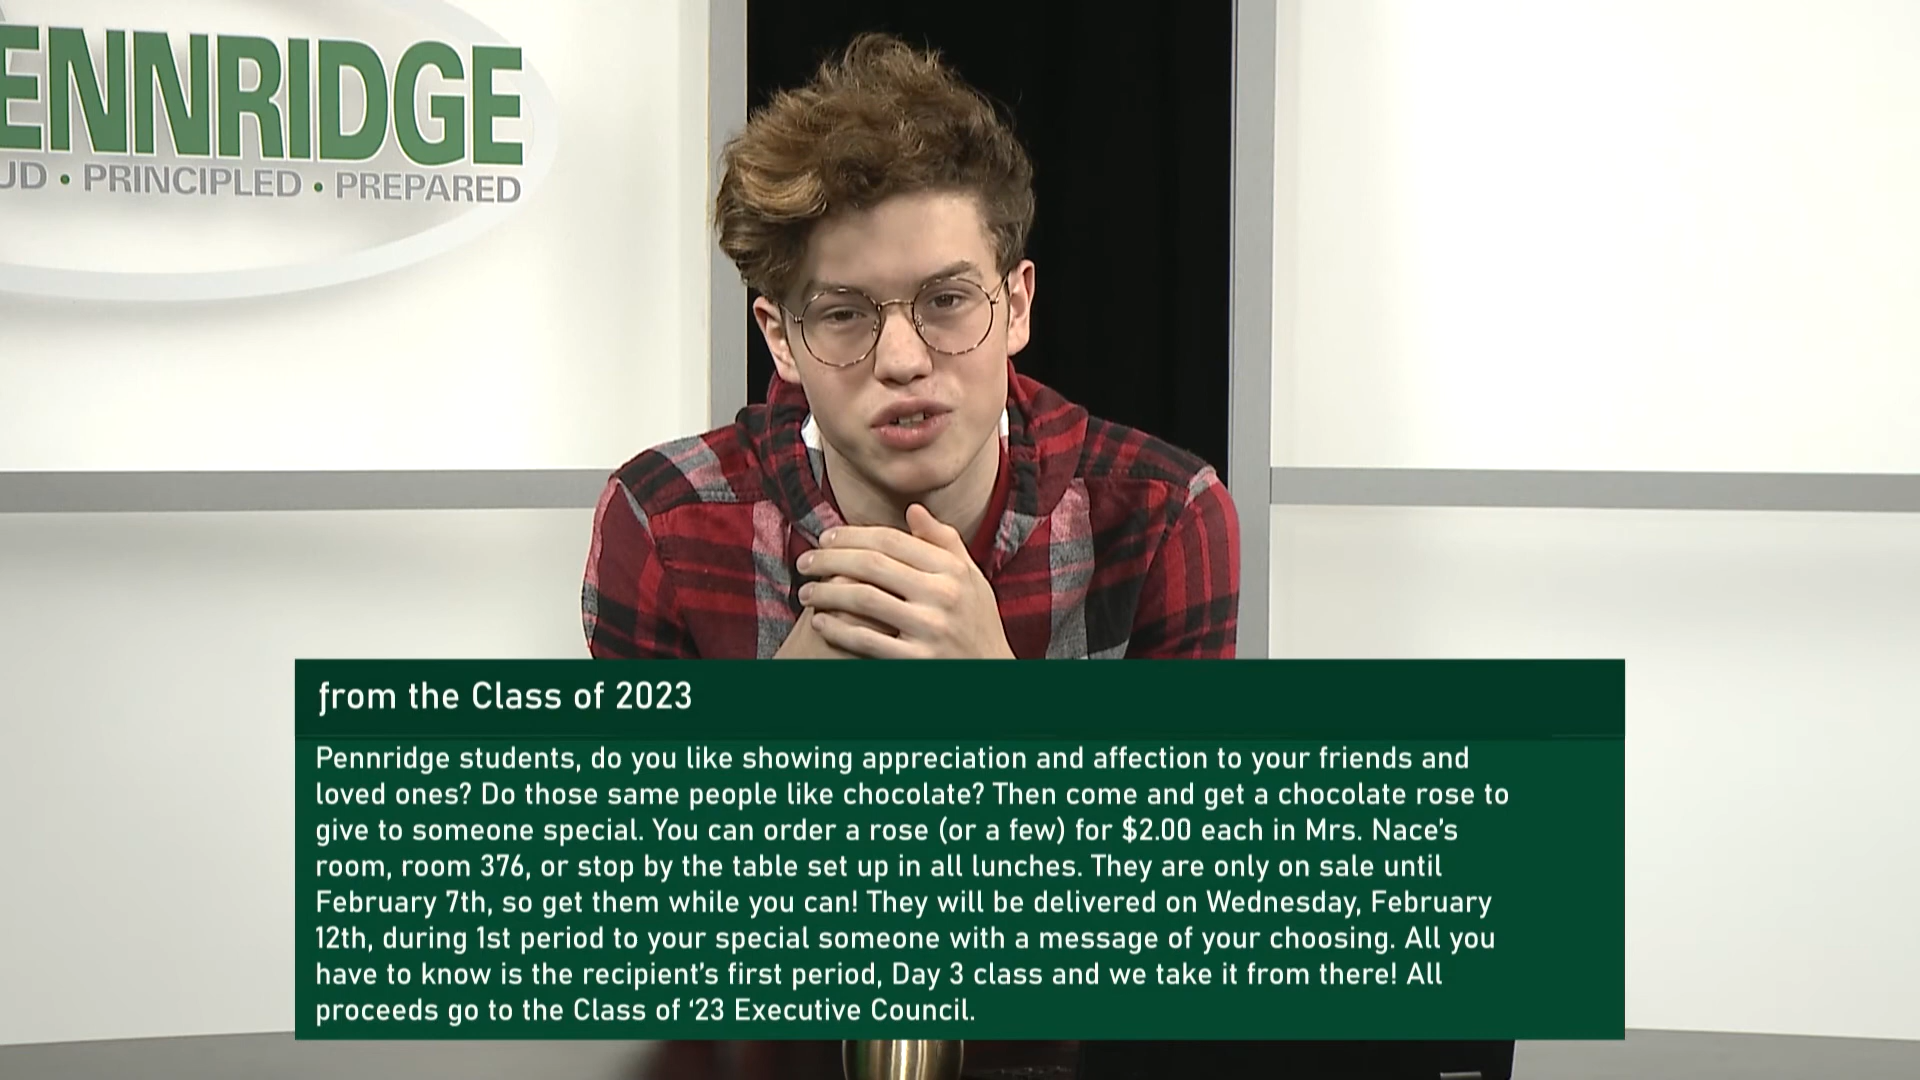 ENNRIDGE
UD • PRINCIPLED • PREPARED
from the Class of 2023
Pennridge students, do you like showing appreciation and affection to your friends and
loved ones? Do those same people like chocolate? Then come and get a chocolate rose to
give to someone special. You can order a rose (or a few) for $2.00 each in Mrs. Nace's
room, room 376, or stop by the table set up in all lunches. They are only on sale until
February 7th, so get them while you can! They will be delivered on Wednesday, February
12th, during 1st period to your special someone with a message of your choosing. All you
have to know is the recipient's first period, Day 3 class and we take it from there! All
proceeds go to the Class of ‘23 Executive Council.